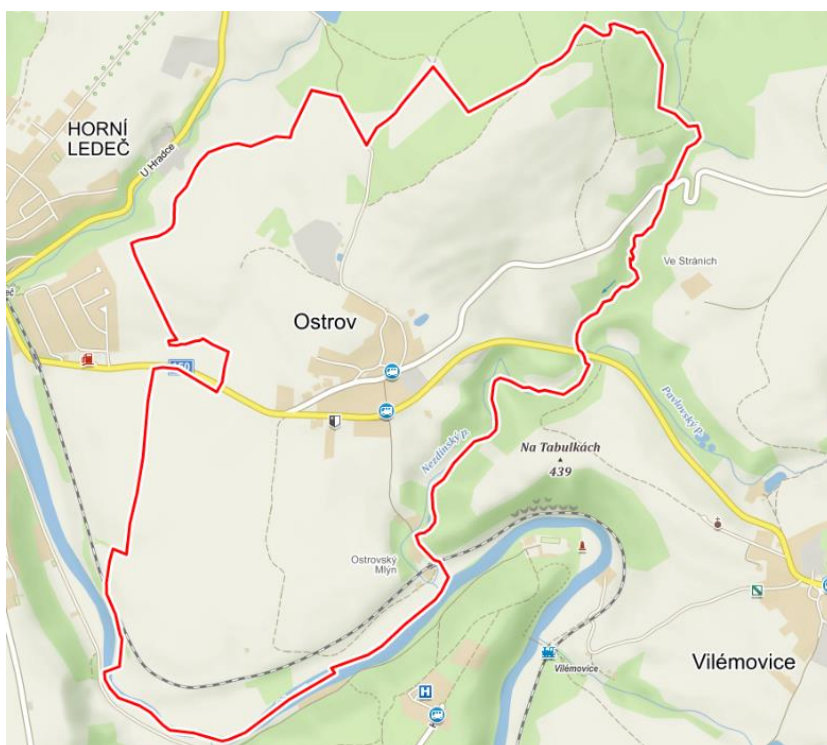 HORNÍ
LEDEČ
U Hradce
Ostrov
Ve Stráních
Pavlovský P.
Nezdínský p.
Na Tabulkách
439
Ostrovský
Mlýn
Vilémovice
Vilémovice
H